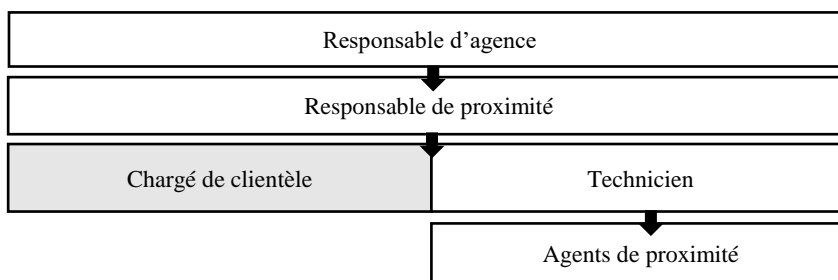 Responsable d’agence
Responsable de proximité
Chargé de clientèle
Technicien
Agents de proximité